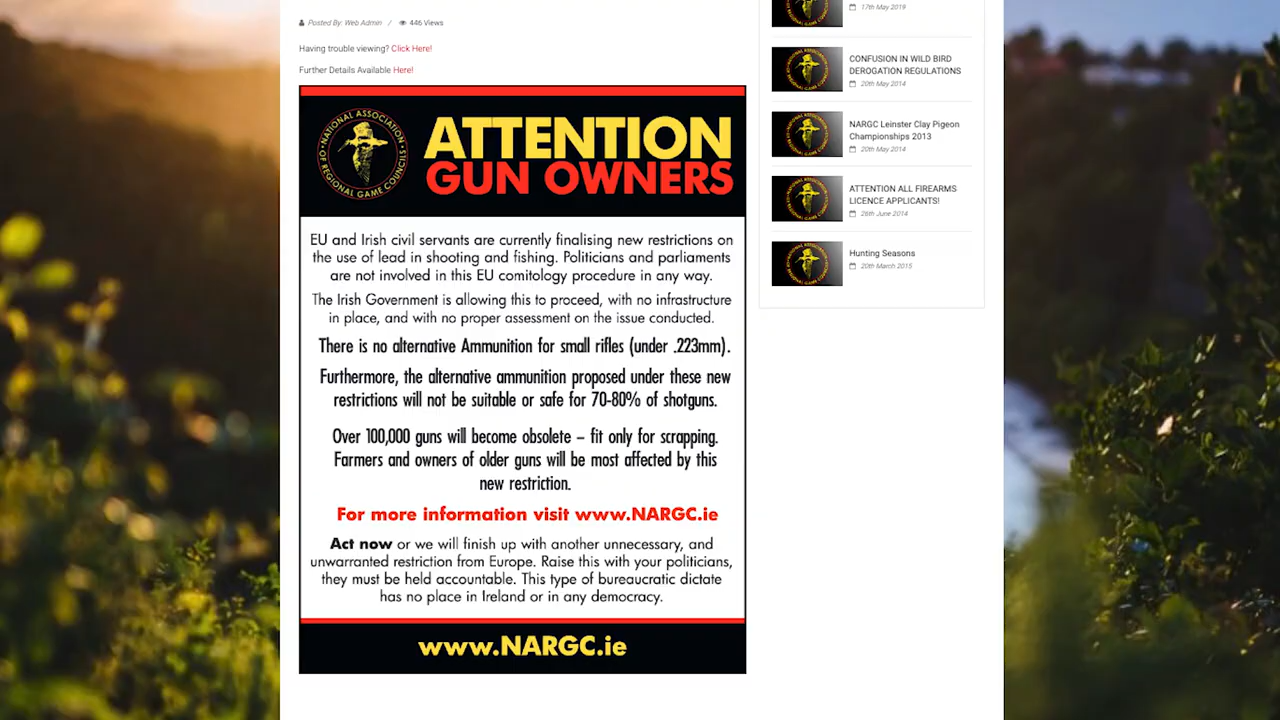 Posted By: Web Admin / 446 Views
Having trouble viewing? Click Here!
Further Details Available Here!
NATIONAL ASSOCIATION
OF REGIONAL GAME COUNCILS
ATTENTION
GUN OWNERS
EU and Irish civil servants are currently finalising new restrictions on
the use of lead in shooting and fishing. Politicians and parliaments
are not involved in this EU comitology procedure in any way.
The Irish Government is allowing this to proceed, with no infrastructure
in place, and with no proper assessment on the issue conducted.
There is no alternative Ammunition for small rifles (under .223mm).
Furthermore, the alternative ammunition proposed under these new
restrictions will not be suitable or safe for 70-80% of shotguns.
Over 100,000 guns will become obsolete – fit only for scrapping.
Farmers and owners of older guns will be most affected by this
new restriction.
For more information visit www.NARGC.ie
Act now or we will finish up with another unnecessary, and
unwarranted restriction from Europe. Raise this with your politicians,
they must be held accountable. This type of bureaucratic dictate
has no place in Ireland or in any democracy.
www.NARGC.ie
17th May 2019
CONFUSION IN WILD BIRD
DEROGATION REGULATIONS
20th May 2014
NARGC Leinster Clay Pigeon
Championships 2013
20th May 2014
ATTENTION ALL FIREARMS
LICENCE APPLICANTS!
26th June 2014
Hunting Seasons
20th March 2015